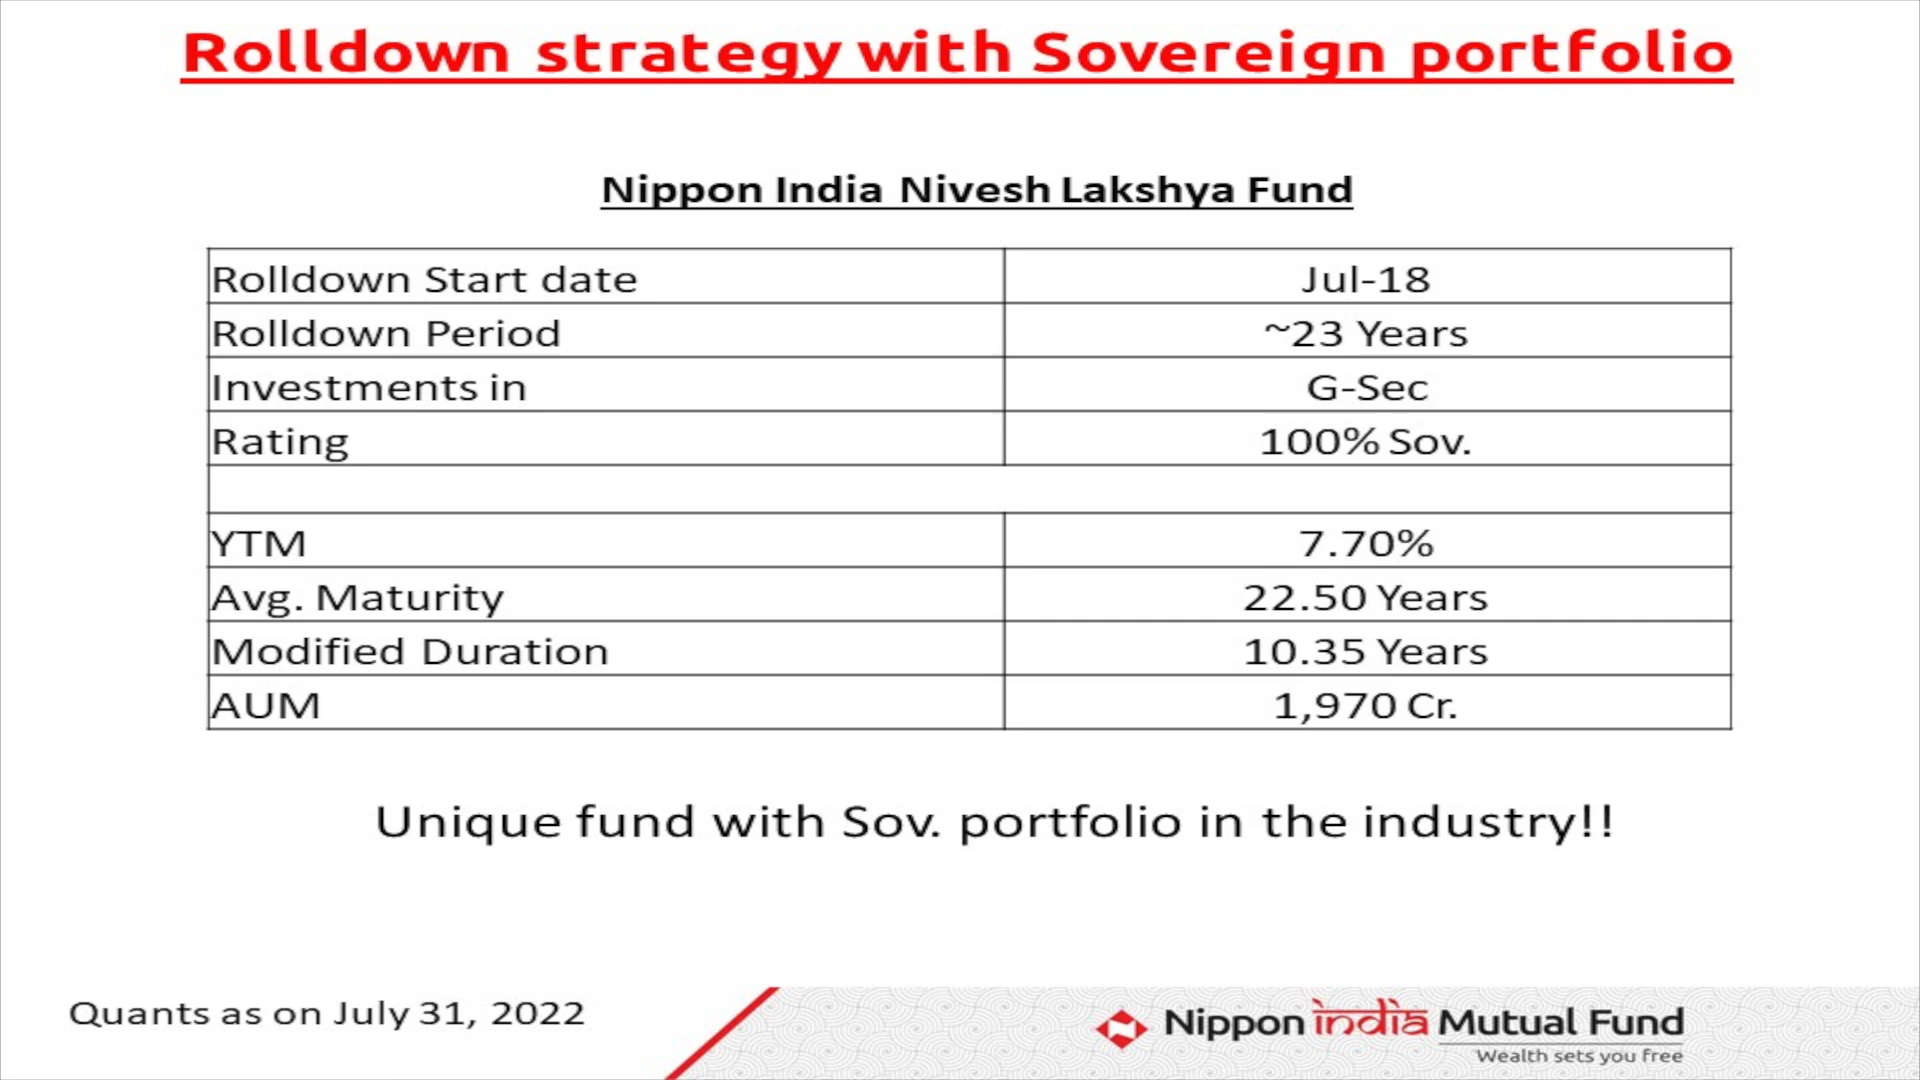 Rolldown strategy with Sovereign portfolio
Nippon India Nivesh Lakshya Fund
Rolldown Start date Jul-18
Rolldown Period ~23 Years
Investments in G-Sec
Rating 100% Sov.
YTM 7.70%
Avg. Maturity 22.50 Years
Modified Duration 10.35 Years
AUM 1,970 Cr.
Unique fund with Sov. portfolio in the industry!!
Quants as on July 31, 2022
Nippon india Mutual Fund
Wealth sets you free